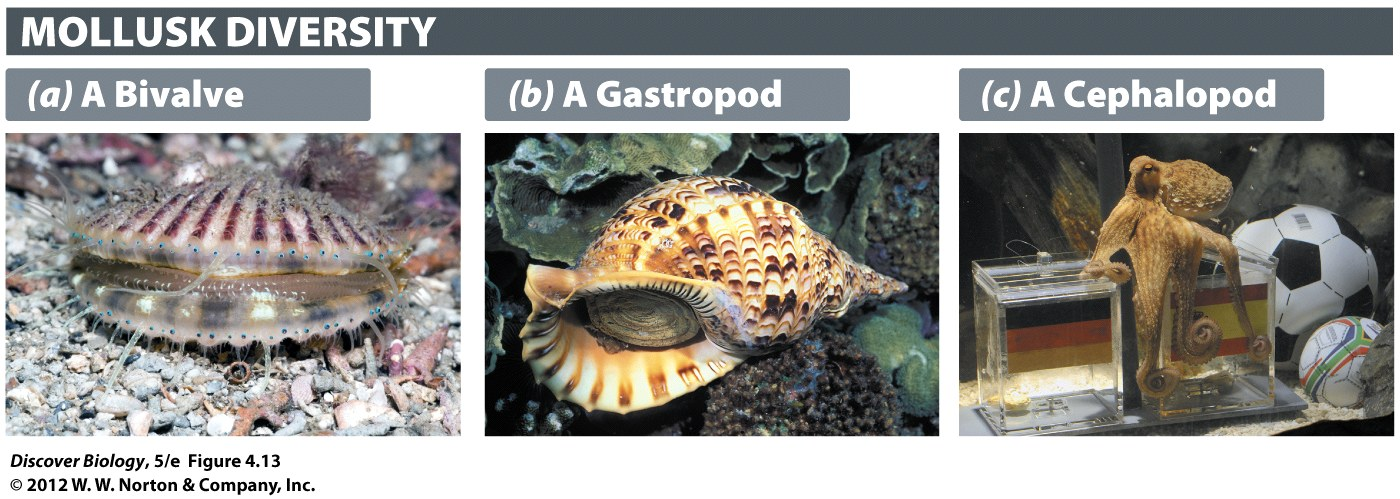 MOLLUSK DIVERSITY
(a) A Bivalve
(b) A Gastropod
(c) A Cephalopod
Discover Biology, 5/e Figure 4.13
© 2012 W. W. Norton & Company, Inc.